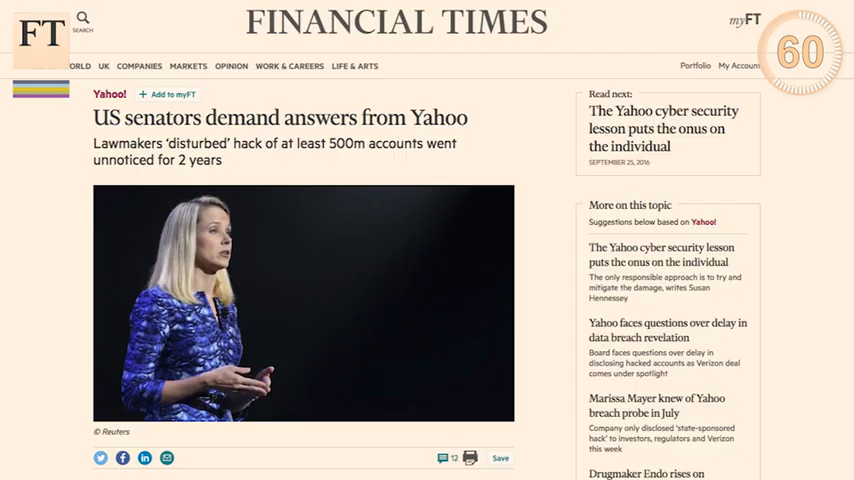 FT
SEARCH
FINANCIAL TIMES
myFT
60
ORLD UK COMPANIES MARKETS OPINION WORK & CAREERS LIFE & ARTS
Portfolio My Accoun
Yahoo! + Add to myFT
US senators demand answers from Yahoo
Lawmakers ‘disturbed’ hack of at least 500m accounts went
unnoticed for 2 years
© Reuters
12
Save
Read next:
The Yahoo cyber security
lesson puts the onus on
the individual
SEPTEMBER 25, 2016
More on this topic
Suggestions below based on Yahoo!
The Yahoo cyber security lesson
puts the onus on the individual
The only responsible approach is to try and
mitigate the damage, writes Susan
Hennessey
Yahoo faces questions over delay in
data breach revelation
Board faces questions over delay in
disclosing hacked accounts as Verizon deal
comes under spotlight
Marissa Mayer knew of Yahoo
breach probe in July
Company only disclosed ‘state-sponsored
hack’ to investors, regulators and Verizon
this week
Drugmaker Endo rises on